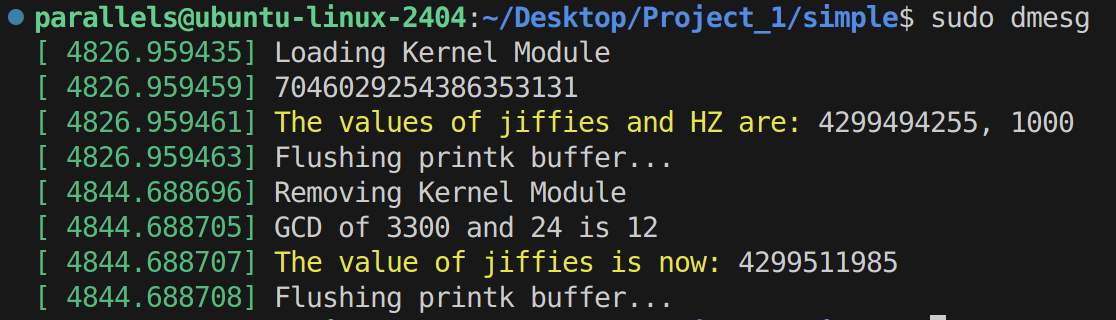 parallels@ubuntu-linux-2404:~/Desktop/Project_1/simple$ sudo dmesg
[ 4826.959435] Loading Kernel Module
[ 4826.959459] 7046029254386353131
[ 4826.959461] The values of jiffies and HZ are: 4299494255, 1000
[ 4826.959463] Flushing printk buffer...
[ 4844.688696] Removing Kernel Module
[ 4844.688705] GCD of 3300 and 24 is 12
[ 4844.688707] The value of jiffies is now: 4299511985
[ 4844.688708] Flushing printk buffer...